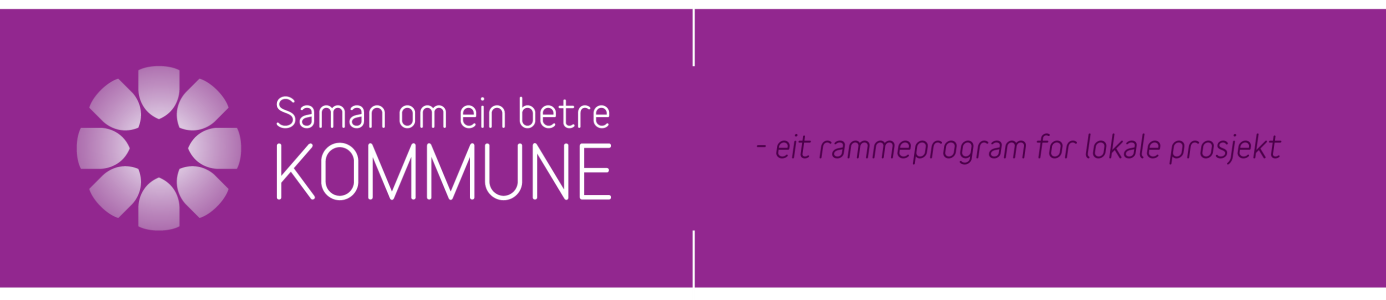 Saman om ein betre
KOMMUNE
- eit rammeprogram for lokale prosjekt